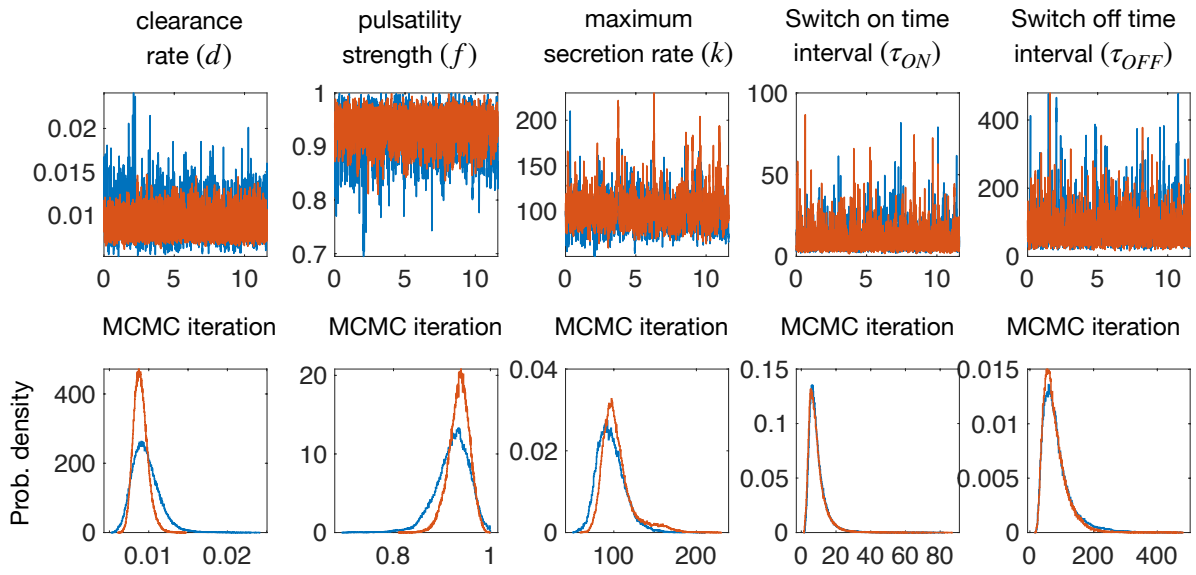 clearance
rate (d)
pulsatility
strength (f)
maximum
secretion rate (k)
Switch on time
interval (τ_ON)
Switch off time
interval (τ_OFF)
0.02
0.015
0.01
0 5 10
1
0.9
0.8
0.7
0 5 10
200
150
100
0 5 10
100
50
0
0 5 10
400
300
200
100
0
0 5 10
MCMC iteration
MCMC iteration
MCMC iteration
MCMC iteration
MCMC iteration
Prob. density
400
200
0
0.01 0.02
20
10
0
0.8 1
0.04
0.02
0
100 200
0.15
0.1
0.05
0
0 20 40 60 80
0.015
0.01
0.005
0
0 200 400